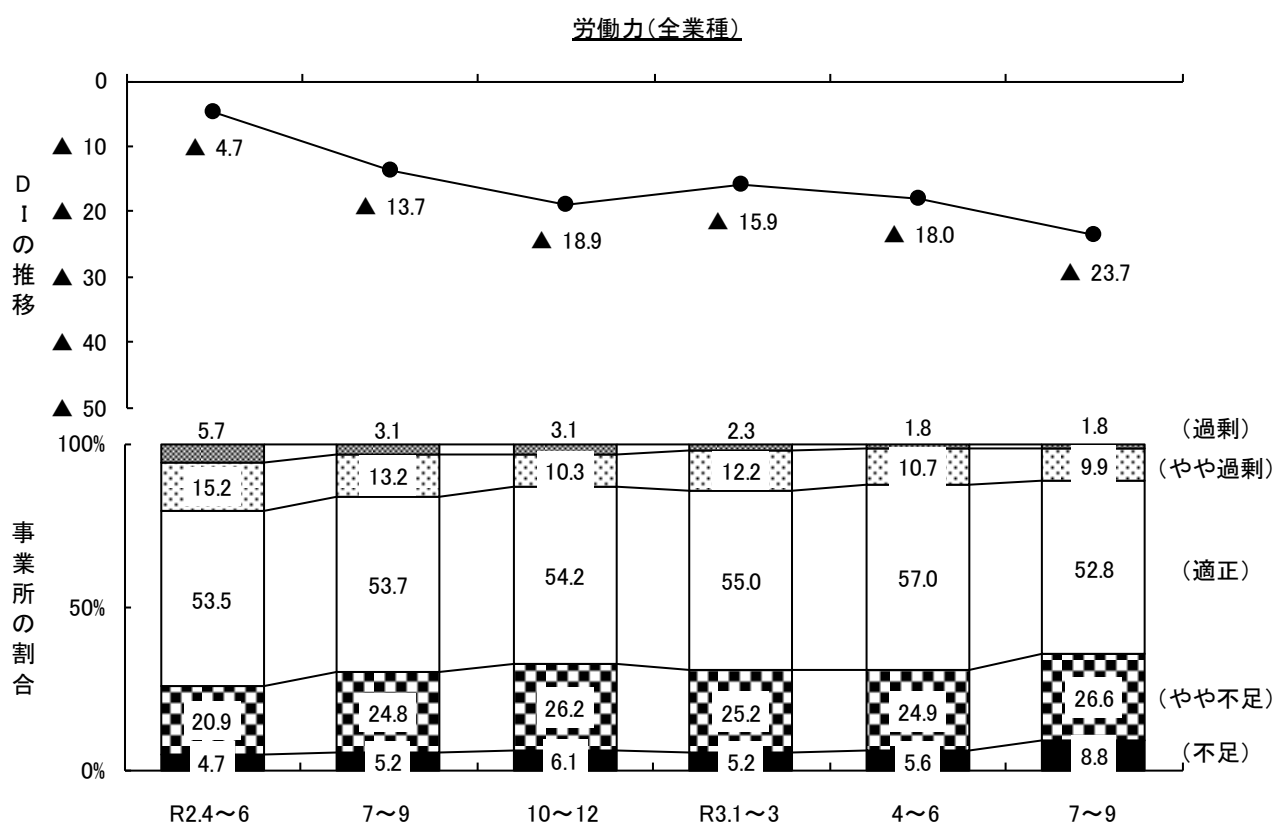 労働力(全業種)
DIの推移
0
▲ 10
▲ 20
▲ 30
▲ 40
▲ 50
▲ 4.7
▲ 13.7
▲ 18.9
▲ 15.9
▲ 18.0
▲ 23.7
事業所の割合
100%
50%
0%
5.7 3.1 3.1 2.3 1.8 1.8 (過剰)
15.2 13.2 10.3 12.2 10.7 9.9 (やや過剰)
53.5 53.7 54.2 55.0 57.0 52.8 (適正)
20.9 24.8 26.2 25.2 24.9 26.6 (やや不足)
4.7 5.2 6.1 5.2 5.6 8.8 (不足)
R2.4～6 7～9 10～12 R3.1～3 4～6 7～9